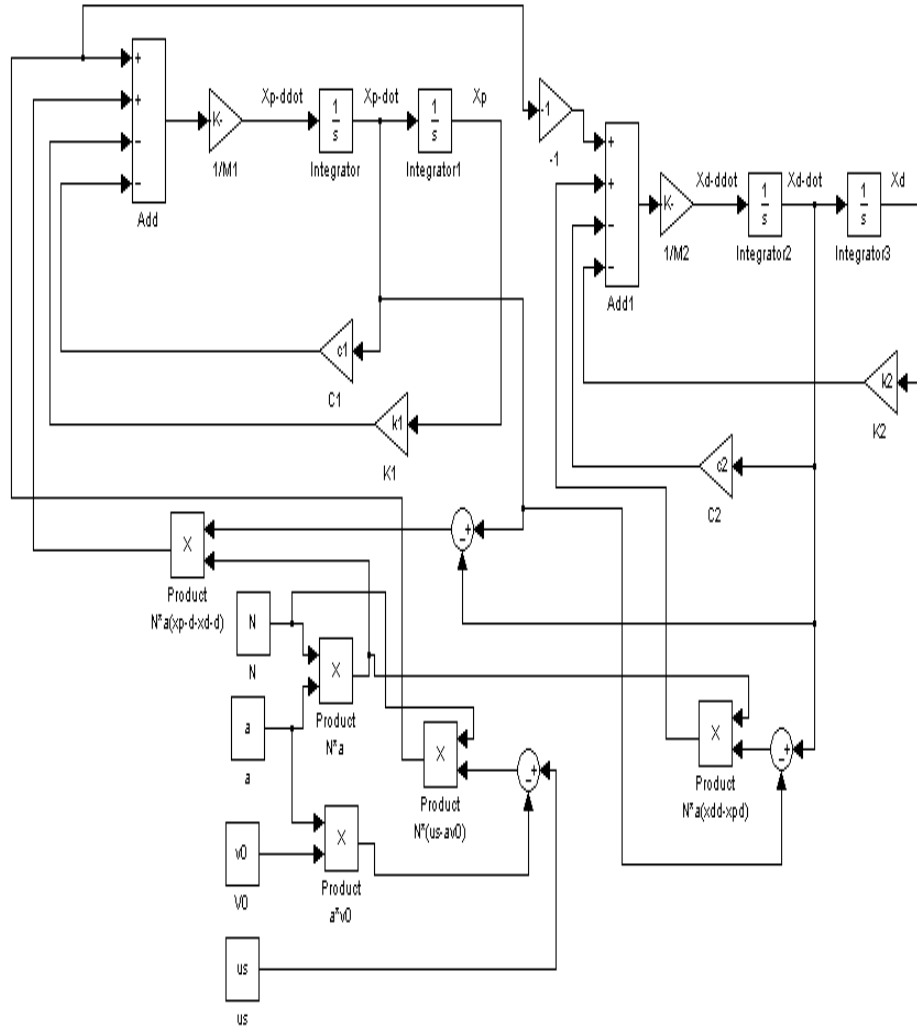 +
+
−
−
Add
K-
1/M1
Xp-ddot
1
s
Integrator
Xp-dot
1
s
Integrator1
Xp
-1
-1
+
+
−
−
Add1
K-
1/M2
Xd-ddot
1
s
Integrator2
Xd-dot
1
s
Integrator3
Xd
c1
C1
k1
K1
k2
K2
c2
C2
X
Product
N*a(xp-d-xd-d)
−
+
N
N
X
Product
N*a
a
a
X
Product
N*(us-av0)
−
+
X
Product
N*a(xdd-xpd)
−
+
v0
V0
X
Product
a*v0
us
us